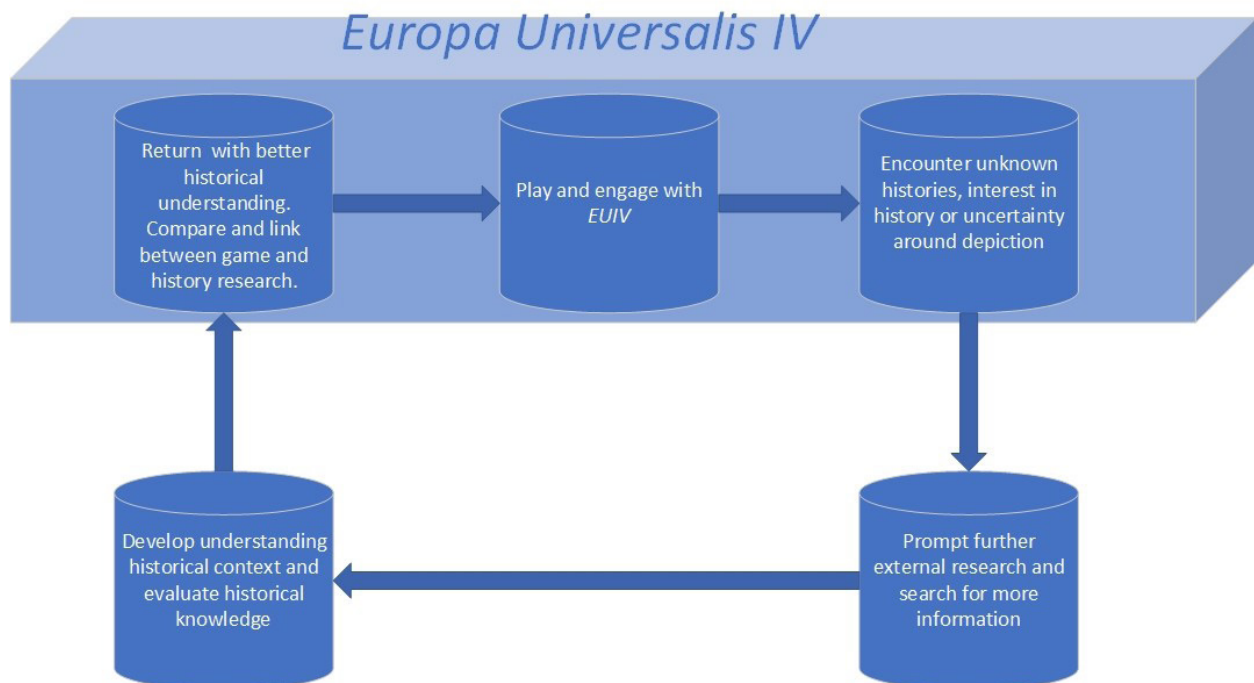 Europa Universalis IV
Return with better
historical
understanding.
Compare and link
between game and
history research.
Play and engage with
EUIV
Encounter unknown
histories, interest in
history or uncertainty
around depiction
Prompt further
external research and
search for more
information
Develop understanding
historical context and
evaluate historical
knowledge